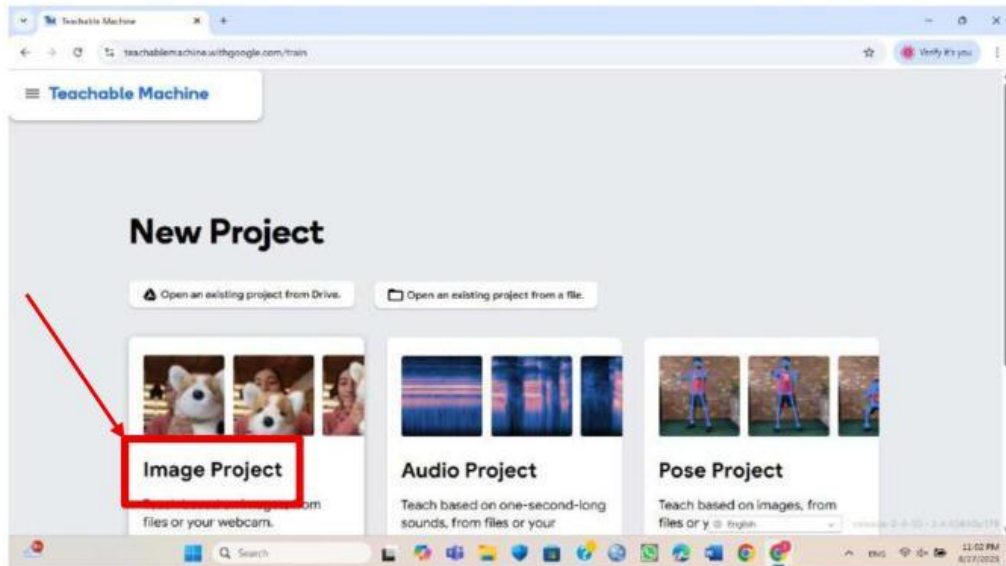 Teachable Machine
teachablemachine.withgoogle.com/train
Verify it's you
Teachable Machine
New Project
Open an existing project from Drive.
Open an existing project from a file.
Image Project
Audio Project
Pose Project
Teach based on one-second-long
Teach based on images, from
files or your webcam.
sounds, from files or your
files or y
English
Search
ENG
11:02 PM
8/27/2025